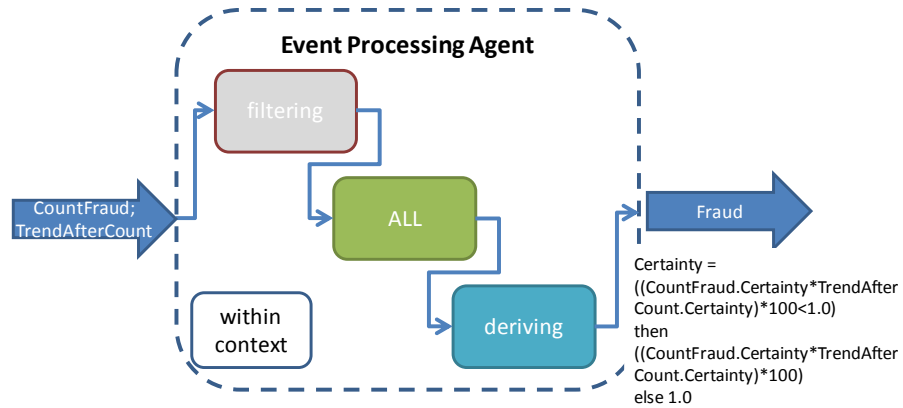 Event Processing Agent
filtering
CountFraud;
TrendAfterCount
ALL
Fraud
within
context
deriving
Certainty =
((CountFraud.Certainty*TrendAfter
Count.Certainty)*100<1.0)
then
((CountFraud.Certainty*TrendAfter
Count.Certainty)*100)
else 1.0